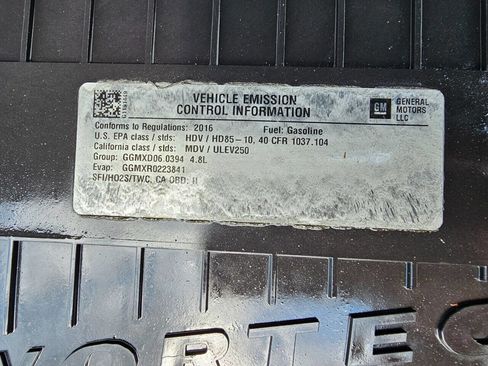 VEHICLE EMISSION
CONTROL INFORMATION
GM
GENERAL
MOTORS
LLC
Conforms to Regulations: 2016 Fuel: Gasoline
U.S. EPA class / stds: HDV / HD85-10, 40 CFR 1037.104
California class / stds: MDV / ULEV250
Group: GGMXD06.0394 4.8L
Evap: GGMXR0223841
SFI/HO2S/TWC, CA OBD: II
VORTEC